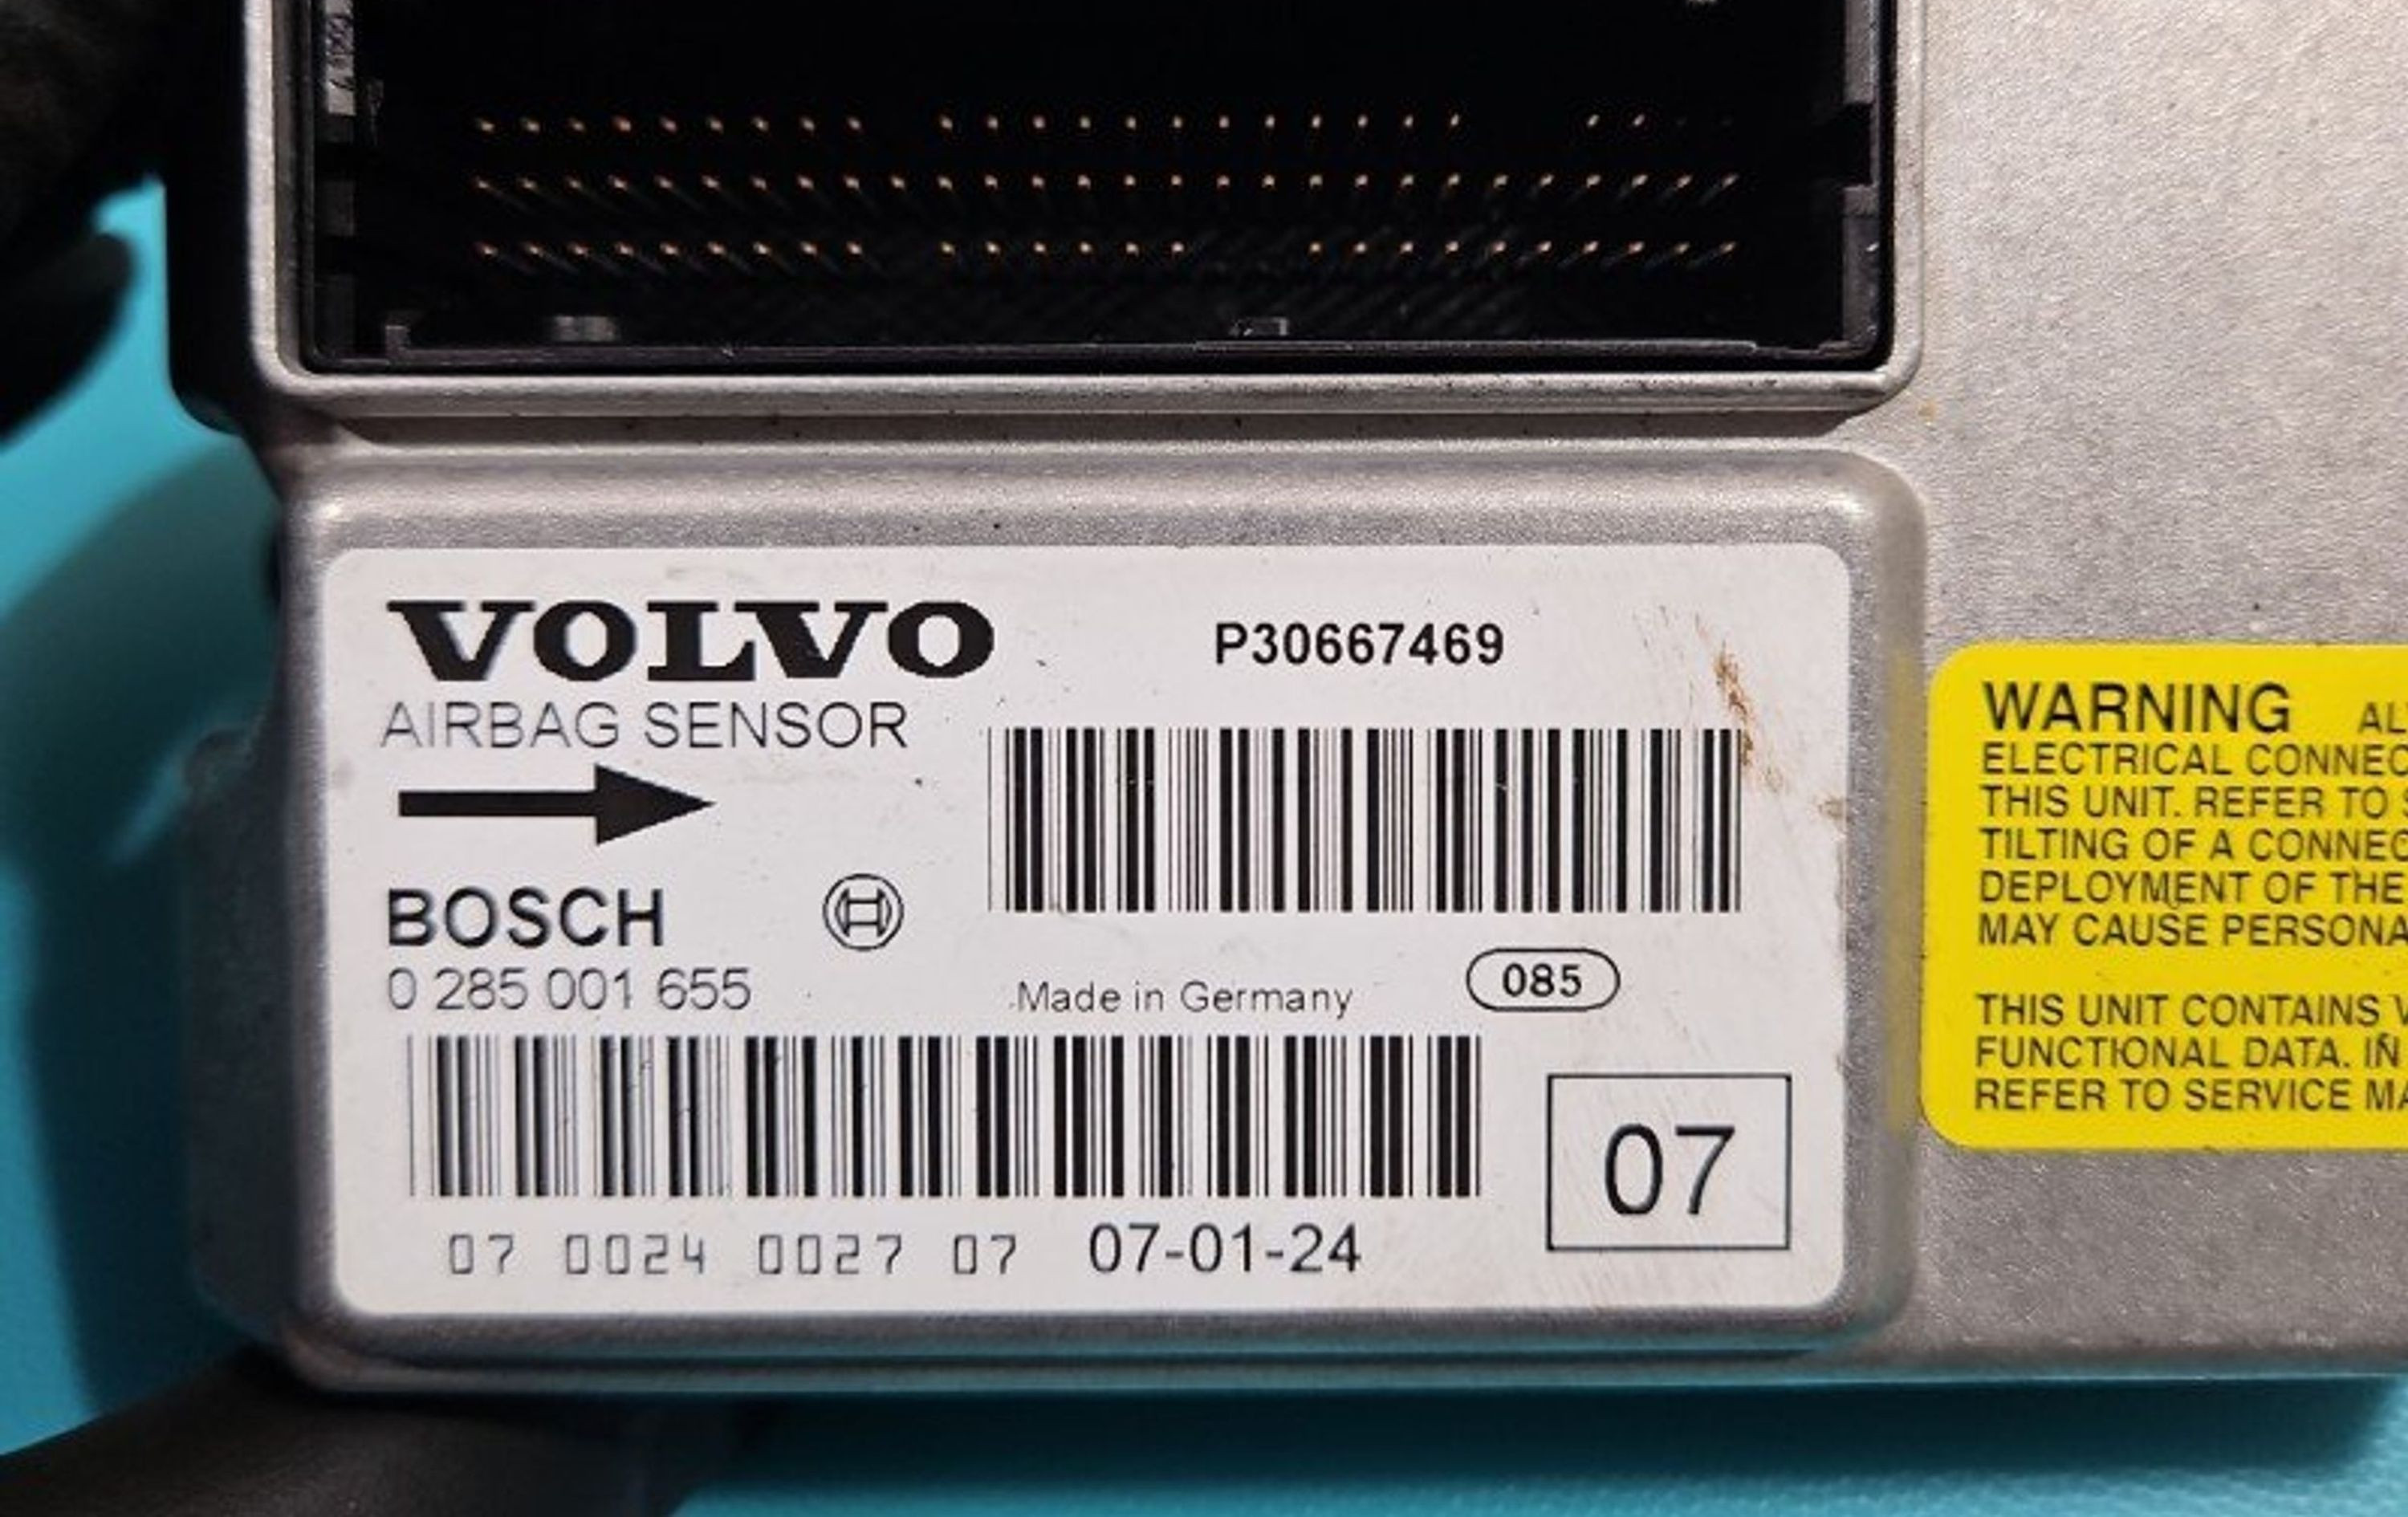 VOLVO
P30667469
AIRBAG SENSOR
BOSCH
0 285 001 655
Made in Germany
085
07
07 0024 0027 07 07-01-24
WARNING
ELECTRICAL
THIS UNIT. REFER TO
TILTING OF A
DEPLOYMENT OF THE
MAY CAUSE
THIS UNIT CONTAINS
FUNCTIONAL DATA.
REFER TO SERVICE